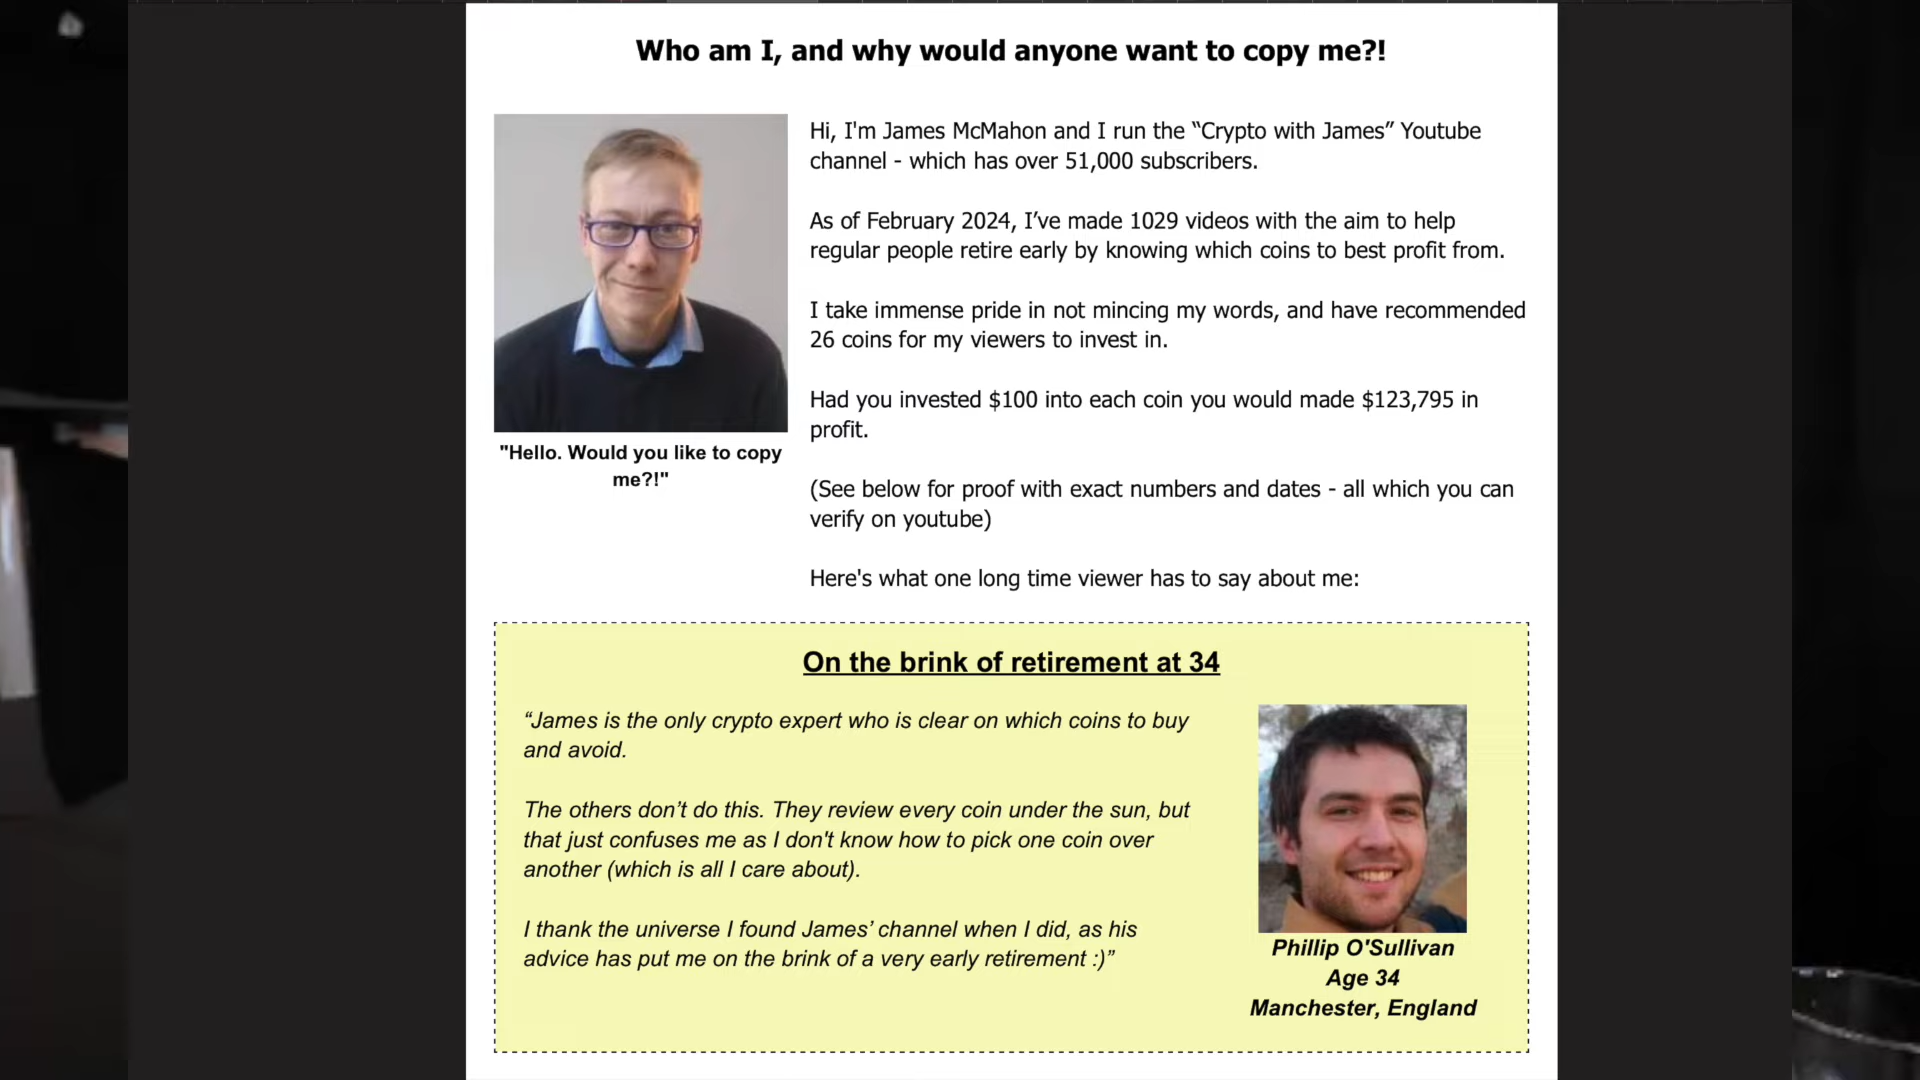 Who am I, and why would anyone want to copy me?!
Hi, I'm James McMahon and I run the “Crypto with James” Youtube
channel - which has over 51,000 subscribers.
As of February 2024, I’ve made 1029 videos with the aim to help
regular people retire early by knowing which coins to best profit from.
I take immense pride in not mincing my words, and have recommended
26 coins for my viewers to invest in.
Had you invested $100 into each coin you would made $123,795 in
profit.
(See below for proof with exact numbers and dates - all which you can
verify on youtube)
Here's what one long time viewer has to say about me:
"Hello. Would you like to copy
me?!"
On the brink of retirement at 34
“James is the only crypto expert who is clear on which coins to buy
and avoid.
The others don’t do this. They review every coin under the sun, but
that just confuses me as I don't know how to pick one coin over
another (which is all I care about).
I thank the universe I found James’ channel when I did, as his
advice has put me on the brink of a very early retirement :)”
Phillip O'Sullivan
Age 34
Manchester, England